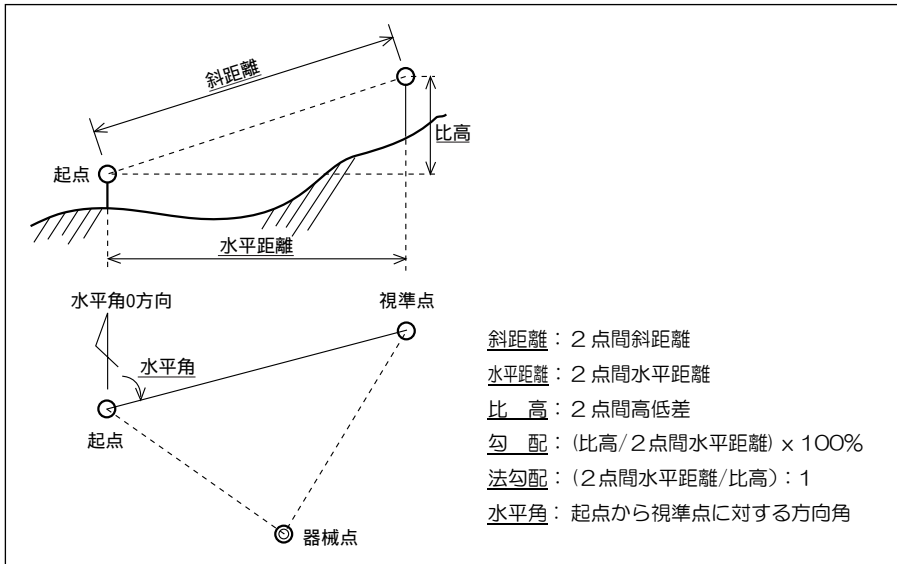 斜距離
比高
起点
水平距離
水平角0方向
視準点
水平角
起点
器械点
斜距離：２点間斜距離
水平距離：２点間水平距離
比　高：２点間高低差
勾　配：(比高/２点間水平距離) x 100%
法勾配：(２点間水平距離/比高)：1
水平角：起点から視準点に対する方向角